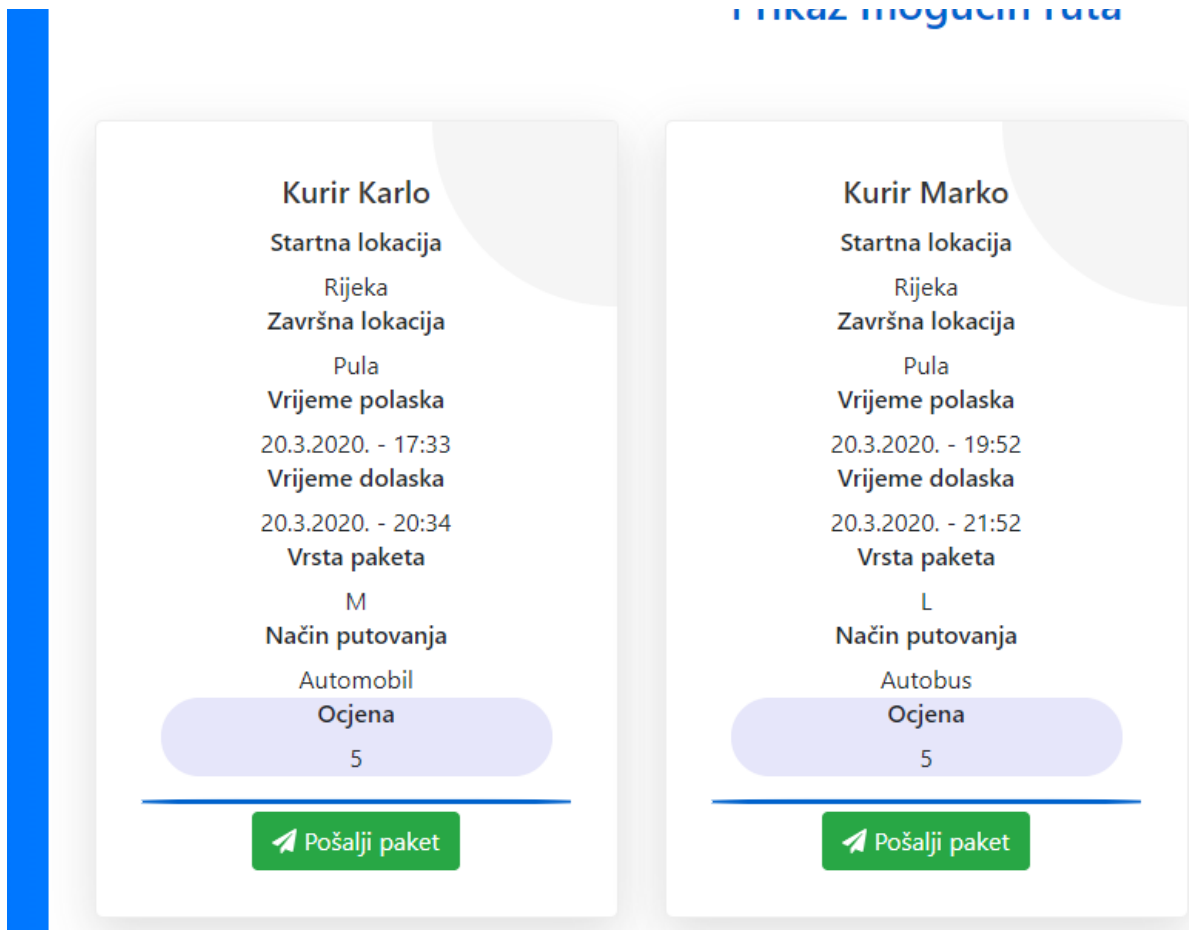 Prikaz mogućih ruta
Kurir Karlo
Startna lokacija
Rijeka
Završna lokacija
Pula
Vrijeme polaska
20.3.2020. - 17:33
Vrijeme dolaska
20.3.2020. - 20:34
Vrsta paketa
M
Način putovanja
Automobil
Ocjena
5
Pošalji paket
Kurir Marko
Startna lokacija
Rijeka
Završna lokacija
Pula
Vrijeme polaska
20.3.2020. - 19:52
Vrijeme dolaska
20.3.2020. - 21:52
Vrsta paketa
L
Način putovanja
Autobus
Ocjena
5
Pošalji paket